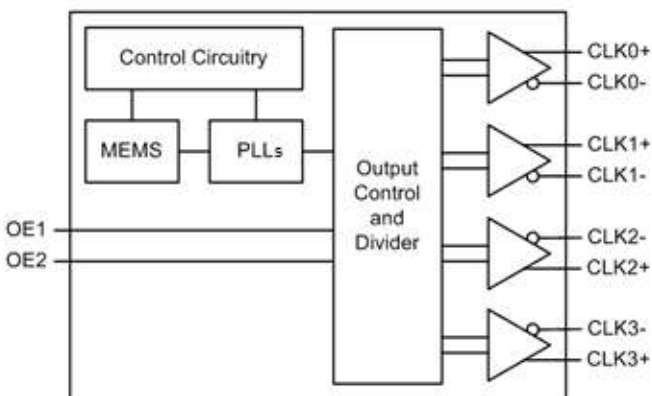 Control Circuitry
MEMS
PLLs
Output
Control
and
Divider
OE1
OE2
CLK0+
CLK0-
CLK1+
CLK1-
CLK2-
CLK2+
CLK3-
CLK3+